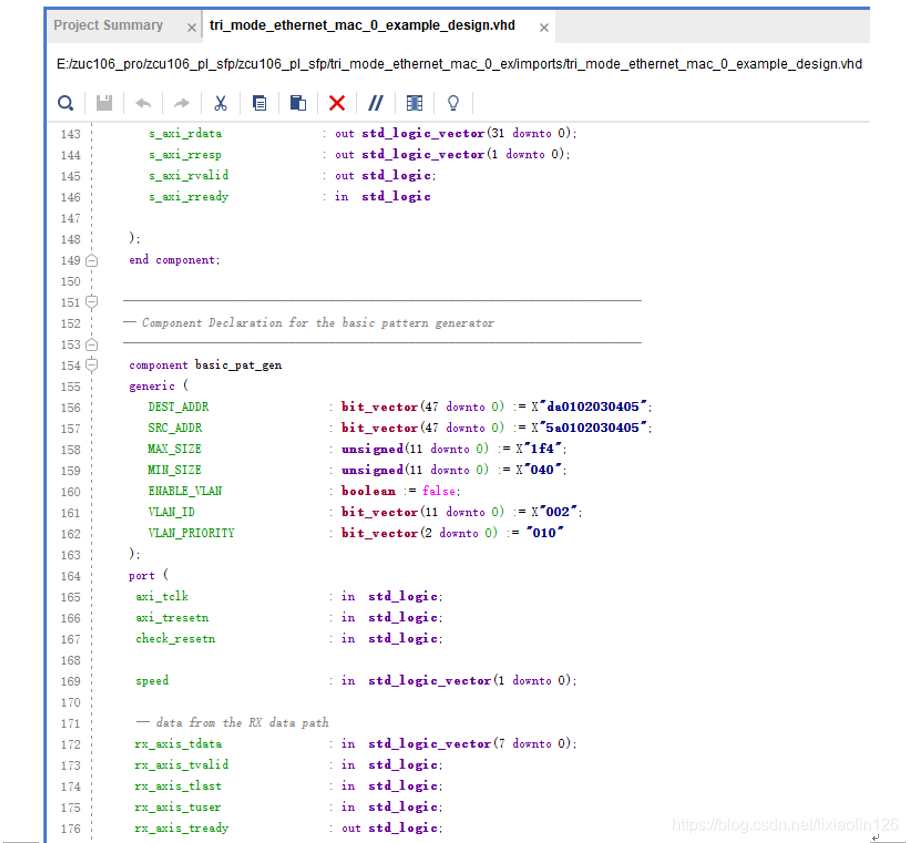 Project Summary × tri_mode_ethernet_mac_0_example_design.vhd ×
E:/zuc106_pro/zcu106_pl_sfp/zcu106_pl_sfp/tri_mode_ethernet_mac_0_ex/imports/tri_mode_ethernet_mac_0_example_design.vhd
143 s_axi_rdata : out std_logic_vector(31 downto 0);
144 s_axi_rresp : out std_logic_vector(1 downto 0);
145 s_axi_rvalid : out std_logic;
146 s_axi_rready : in std_logic
147
148 );
149 end component;
150
151 ------------------------------------------------------------------------------
152 -- Component Declaration for the basic pattern generator
153 ------------------------------------------------------------------------------
154 component basic_pat_gen
155 generic (
156 DEST_ADDR : bit_vector(47 downto 0) := X"da0102030405";
157 SRC_ADDR : bit_vector(47 downto 0) := X"5a0102030405";
158 MAX_SIZE : unsigned(11 downto 0) := X"1f4";
159 MIN_SIZE : unsigned(11 downto 0) := X"040";
160 ENABLE_VLAN : boolean := false;
161 VLAN_ID : bit_vector(11 downto 0) := X"002";
162 VLAN_PRIORITY : bit_vector(2 downto 0) := "010"
163 );
164 port (
165 axi_tclk : in std_logic;
166 axi_tresetn : in std_logic;
167 check_resetn : in std_logic;
168
169 speed : in std_logic_vector(1 downto 0);
170
171 -- data from the RX data path
172 rx_axis_tdata : in std_logic_vector(7 downto 0);
173 rx_axis_tvalid : in std_logic;
174 rx_axis_tlast : in std_logic;
175 rx_axis_tuser : in std_logic;
176 rx_axis_tready : out std_logic;
https://blog.csdn.net/lixiaolin126